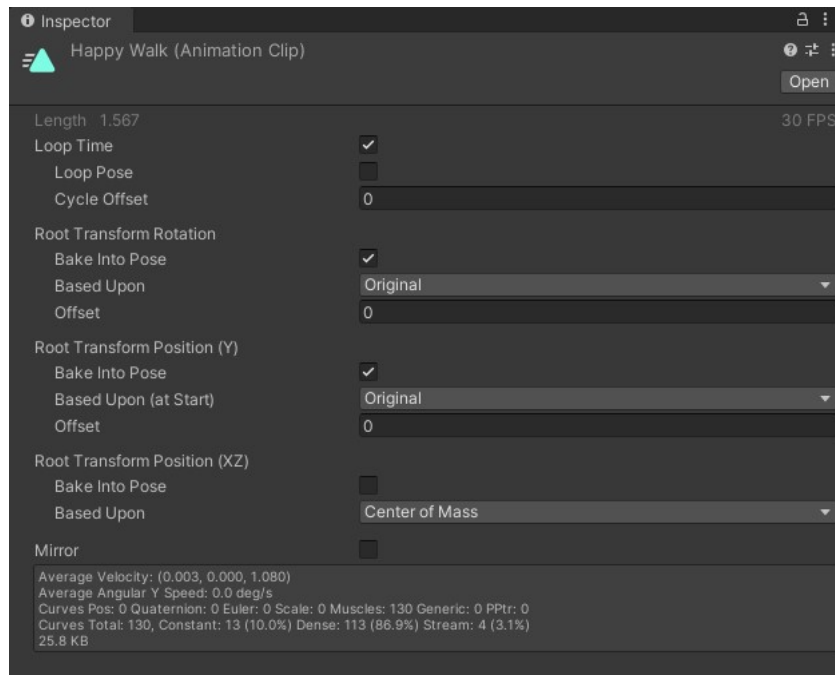 Inspector
Happy Walk (Animation Clip)
Open
Length 1.567 30 FPS
Loop Time
Loop Pose
Cycle Offset 0
Root Transform Rotation
Bake Into Pose
Based Upon Original
Offset 0
Root Transform Position (Y)
Bake Into Pose
Based Upon (at Start) Original
Offset 0
Root Transform Position (XZ)
Bake Into Pose
Based Upon Center of Mass
Mirror
Average Velocity: (0.003, 0.000, 1.080)
Average Angular Y Speed: 0.0 deg/s
Curves Pos: 0 Quaternion: 0 Euler: 0 Scale: 0 Muscles: 130 Generic: 0 PPtr: 0
Curves Total: 130, Constant: 13 (10.0%) Dense: 113 (86.9%) Stream: 4 (3.1%)
25.8 KB